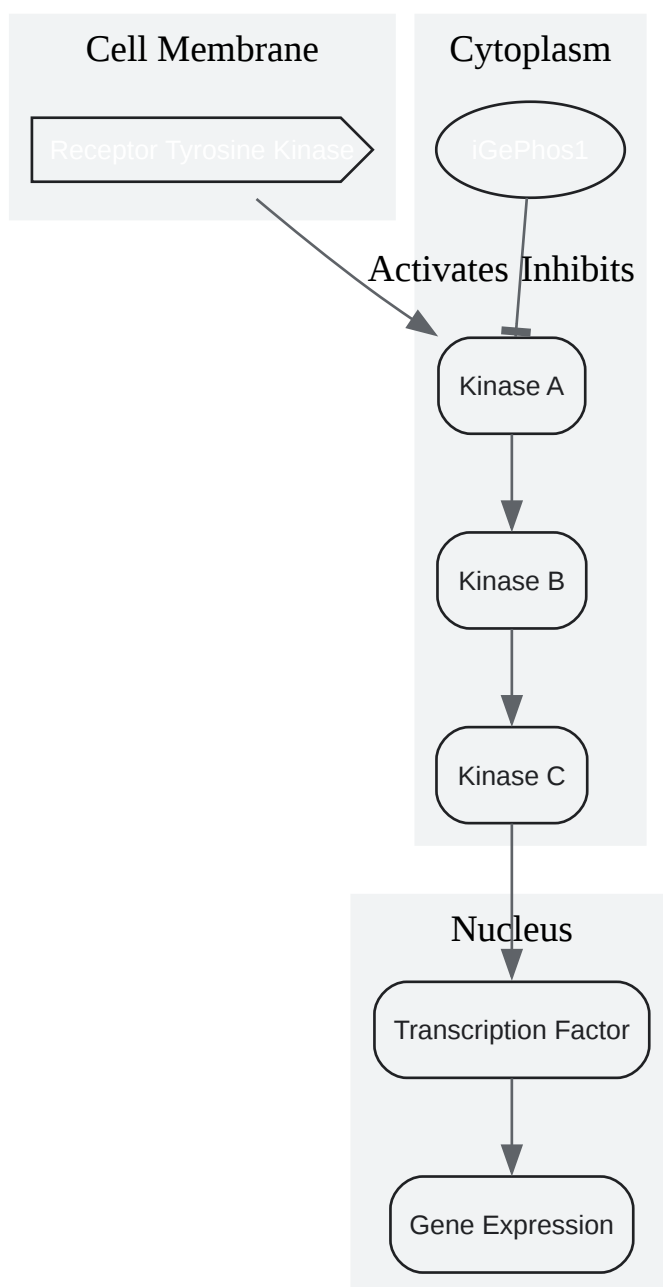 Cell Membrane
Cytoplasm
Receptor Tyrosine Kinase
iGePhos1
Activates
Inhibits
Kinase A
Kinase B
Kinase C
Nucleus
Transcription Factor
Gene Expression